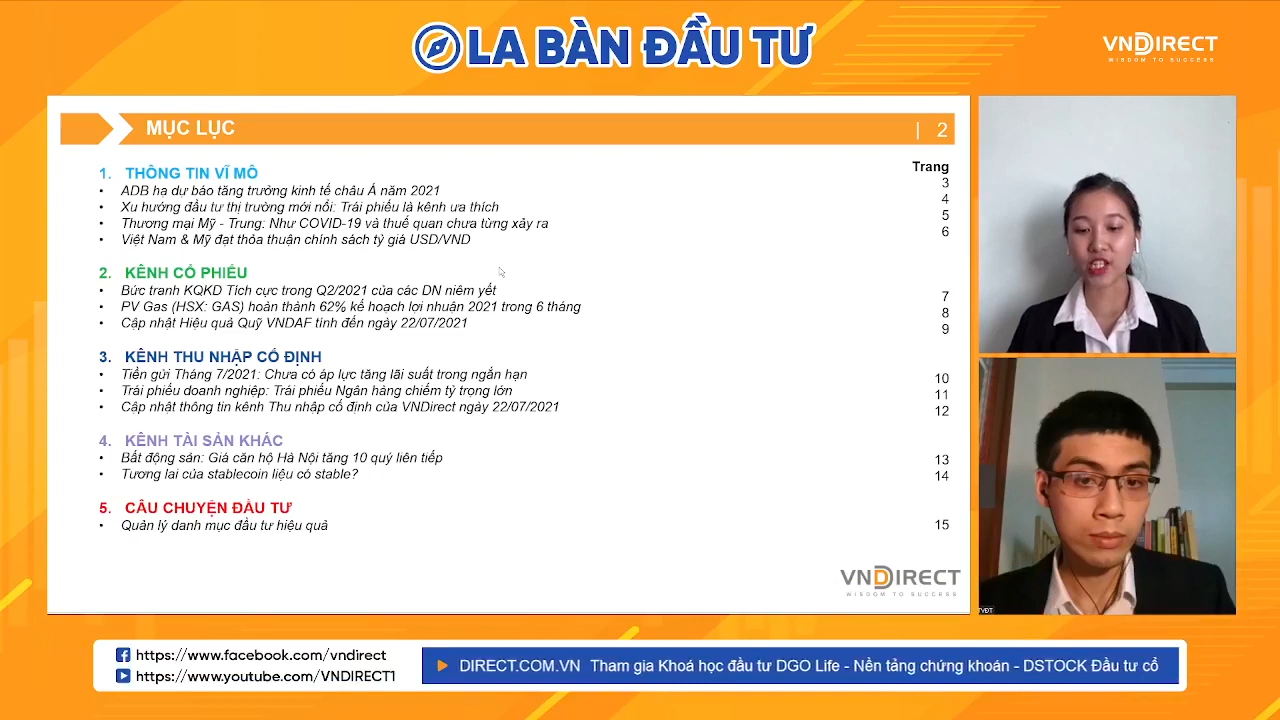 LA BÀN ĐẦU TƯ
VNDIRECT
WISDOM TO SUCCESS
MỤC LỤC
| 2
Trang
1. THÔNG TIN VĨ MÔ
• ADB hạ dự báo tăng trưởng kinh tế châu Á năm 2021 3
• Xu hướng đầu tư thị trường mới nổi: Trái phiếu là kênh ưa thích 4
• Thương mại Mỹ - Trung: Như COVID-19 và thuế quan chưa từng xảy ra 5
• Việt Nam & Mỹ đạt thỏa thuận chính sách tỷ giá USD/VND 6
2. KÊNH CỔ PHIẾU
• Bức tranh KQKD Tích cực trong Q2/2021 của các DN niêm yết 7
• PV Gas (HSX: GAS) hoàn thành 62% kế hoạch lợi nhuận 2021 trong 6 tháng 8
• Cập nhật Hiệu quả Quỹ VNDAF tính đến ngày 22/07/2021 9
3. KÊNH THU NHẬP CỐ ĐỊNH
• Tiền gửi Tháng 7/2021: Chưa có áp lực tăng lãi suất trong ngắn hạn 10
• Trái phiếu doanh nghiệp: Trái phiếu Ngân hàng chiếm tỷ trọng lớn 11
• Cập nhật thông tin kênh Thu nhập cố định của VNDirect ngày 22/07/2021 12
4. KÊNH TÀI SẢN KHÁC
• Bất động sản: Giá căn hộ Hà Nội tăng 10 quý liên tiếp 13
• Tương lai của stablecoin liệu có stable? 14
5. CÂU CHUYỆN ĐẦU TƯ
• Quản lý danh mục đầu tư hiệu quả 15
VNDIRECT
WISDOM TO SUCCESS
TVĐT
https://www.facebook.com/vndirect
https://www.youtube.com/VNDIRECT1
DIRECT.COM.VN Tham gia Khoá học đầu tư DGO Life - Nền tảng chứng khoán - DSTOCK Đầu tư cổ